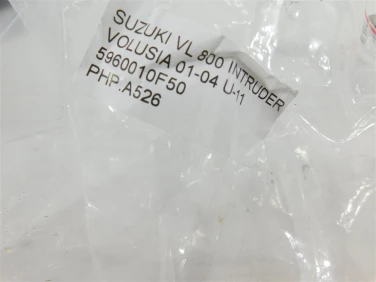 SUZUKI VL 800 INTRUDER
VOLUSIA 01-04 U-11
5960010F50
PHP.A526